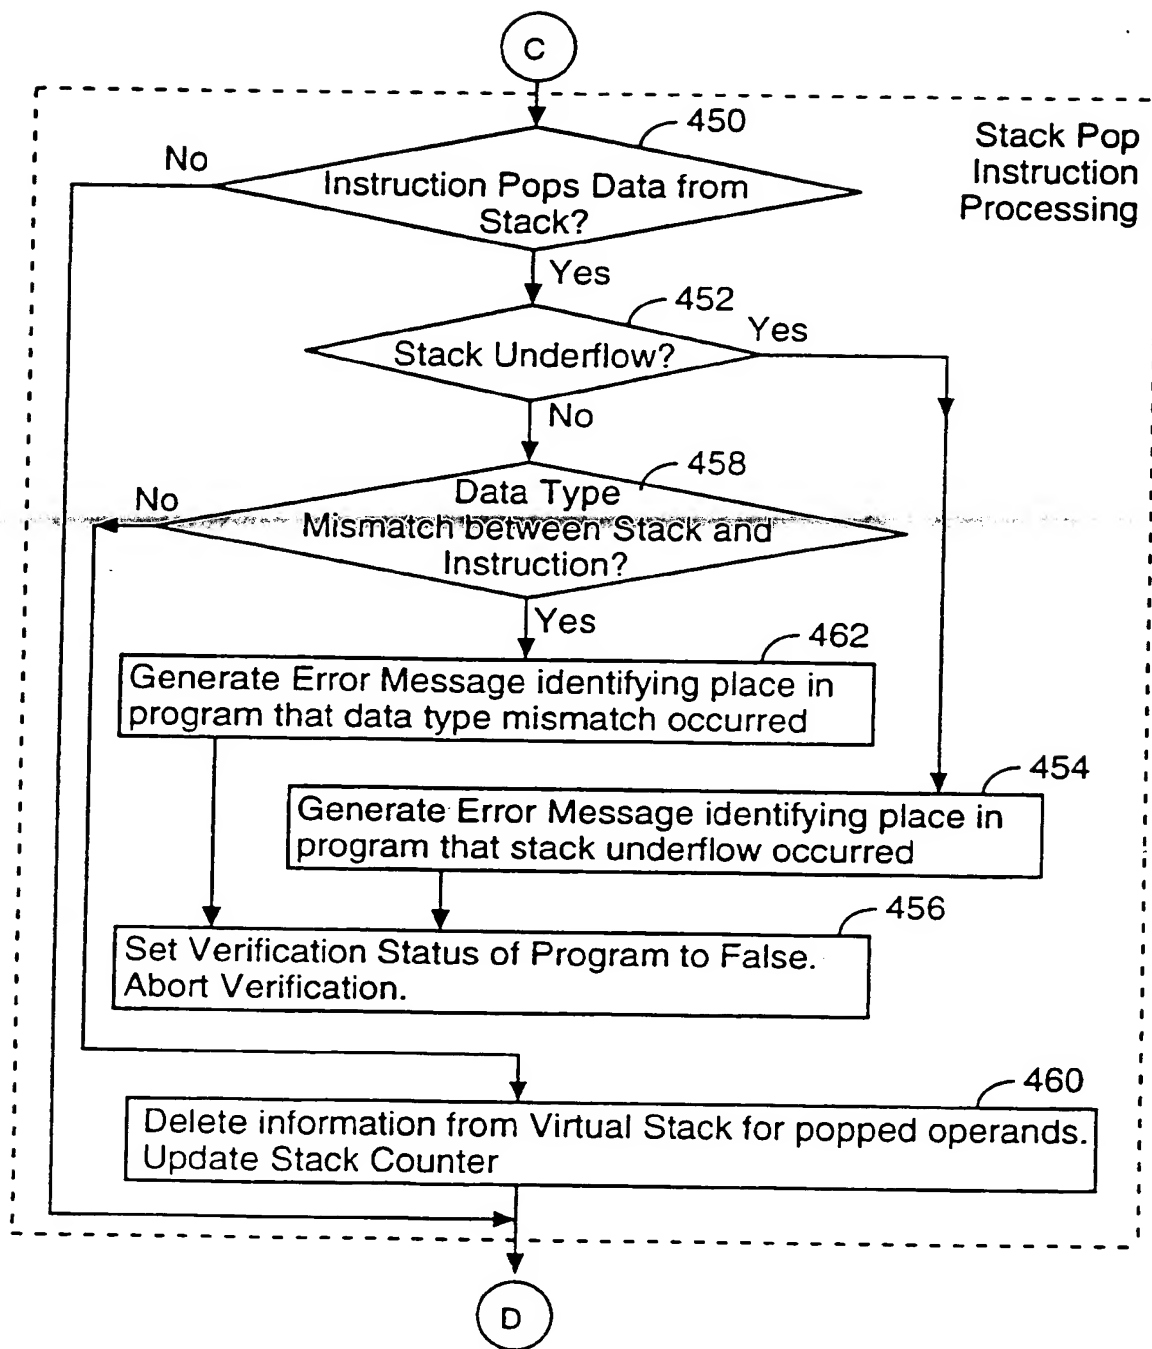 C
450
Stack Pop
Instruction
Processing
No
Instruction Pops Data from
Stack?
Yes
452
Yes
Stack Underflow?
No
458
No
Data Type
Mismatch between Stack and
Instruction?
Yes
462
Generate Error Message identifying place in
program that data type mismatch occurred
454
Generate Error Message identifying place in
program that stack underflow occurred
456
Set Verification Status of Program to False.
Abort Verification.
460
Delete information from Virtual Stack for popped operands.
Update Stack Counter
D